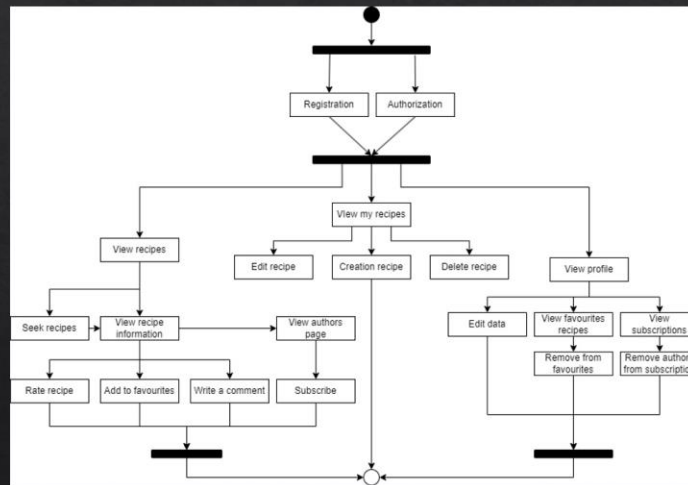 Registration
Authorization
View my recipes
View recipes
Edit recipe
Creation recipe
Delete recipe
View profile
Seek recipes
View recipe
information
View authors
page
Edit data
View favourites
recipes
View
subscriptions
Rate recipe
Add to favourites
Write a comment
Subscribe
Remove from
favourites
Remove author
from subscription